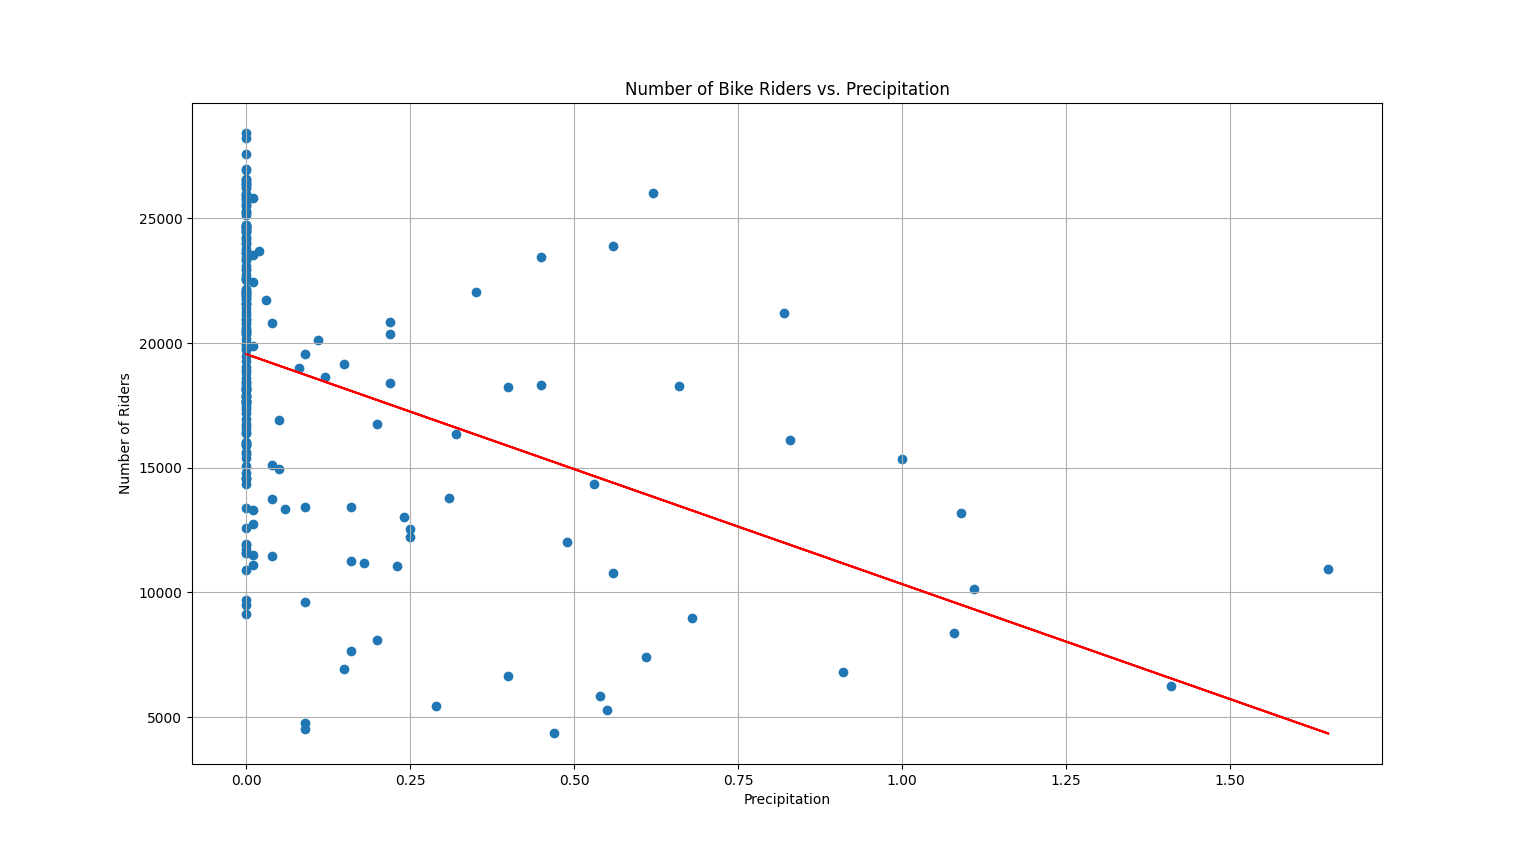 Number of Bike Riders vs. Precipitation
Number of Riders
25000
20000
15000
10000
5000
0.00 0.25 0.50 0.75 1.00 1.25 1.50
Precipitation